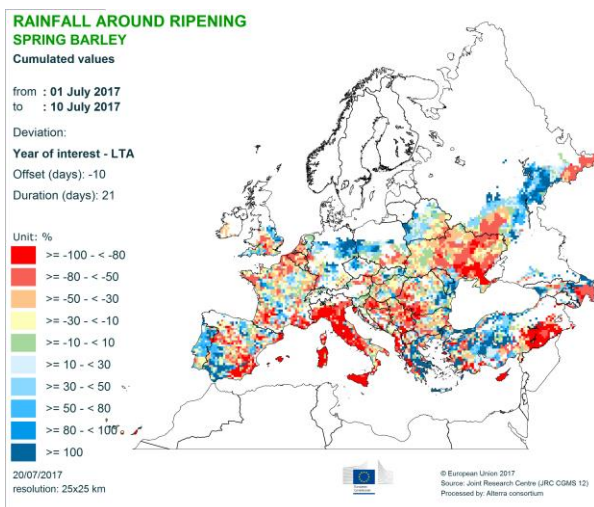 RAINFALL AROUND RIPENING
SPRING BARLEY
Cumulated values
from : 01 July 2017
to : 10 July 2017
Deviation:
Year of interest - LTA
Offset (days): -10
Duration (days): 21
Unit: %
>= -100 - < -80
>= -80 - < -50
>= -50 - < -30
>= -30 - < -10
>= -10 - < 10
>= 10 - < 30
>= 30 - < 50
>= 50 - < 80
>= 80 - < 100
>= 100
20/07/2017
resolution: 25x25 km
European
Commission
© European Union 2017
Source: Joint Research Centre (JRC CGMS 12)
Processed by: Alterra consortium